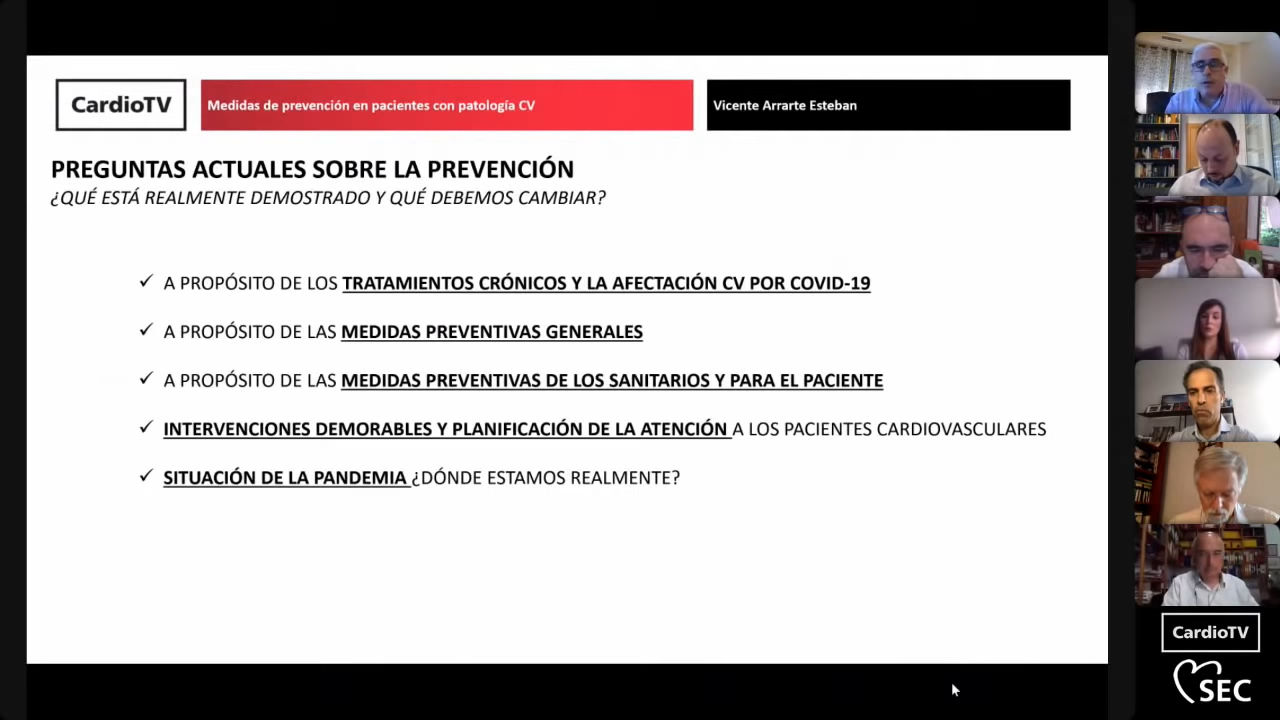 CardioTV
Medidas de prevención en pacientes con patología CV
Vicente Arrarte Esteban
PREGUNTAS ACTUALES SOBRE LA PREVENCIÓN
¿QUÉ ESTÁ REALMENTE DEMOSTRADO Y QUÉ DEBEMOS CAMBIAR?
✓ A PROPÓSITO DE LOS TRATAMIENTOS CRÓNICOS Y LA AFECTACIÓN CV POR COVID-19
✓ A PROPÓSITO DE LAS MEDIDAS PREVENTIVAS GENERALES
✓ A PROPÓSITO DE LAS MEDIDAS PREVENTIVAS DE LOS SANITARIOS Y PARA EL PACIENTE
✓ INTERVENCIONES DEMORABLES Y PLANIFICACIÓN DE LA ATENCIÓN A LOS PACIENTES CARDIOVASCULARES
✓ SITUACIÓN DE LA PANDEMIA ¿DÓNDE ESTAMOS REALMENTE?
CardioTV
SEC